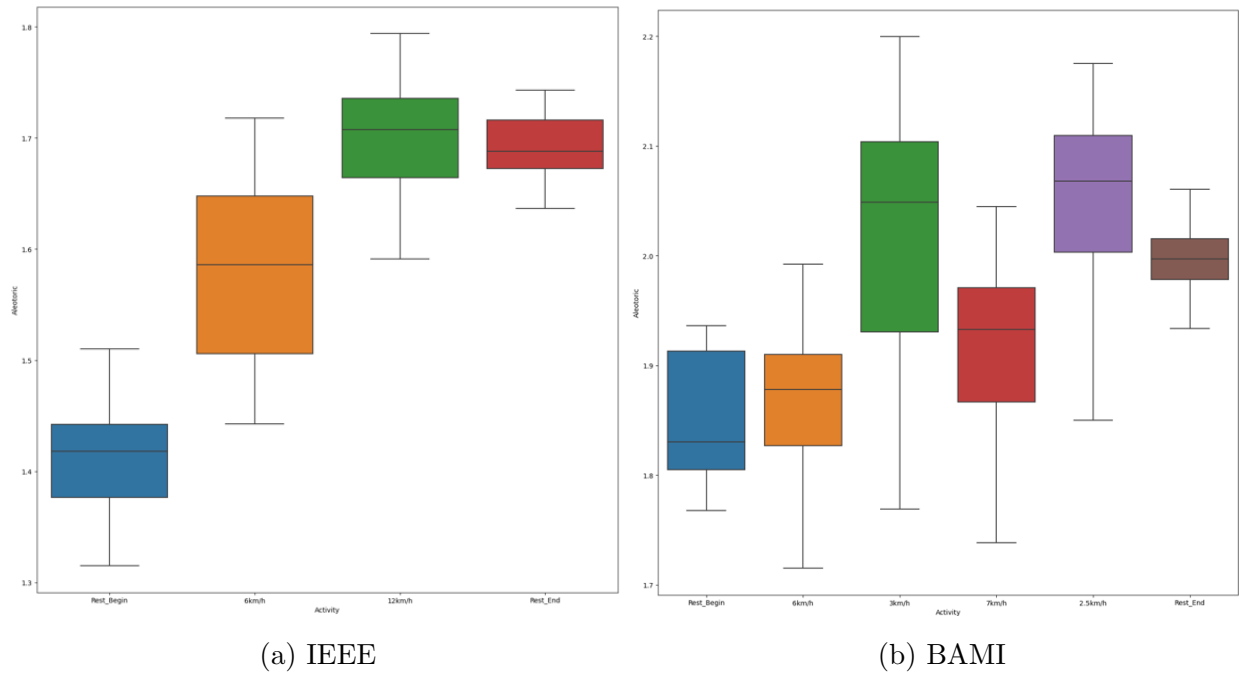 1.8
1.7
1.6
1.5
1.4
1.3
Aleotoric
Rest_Begin 6km/h 12km/h Rest_End
Activity
(a) IEEE
2.2
2.1
2.0
1.9
1.8
1.7
Aleotoric
Rest_Begin 6km/h 3km/h 7km/h 2.5km/h Rest_End
Activity
(b) BAMI